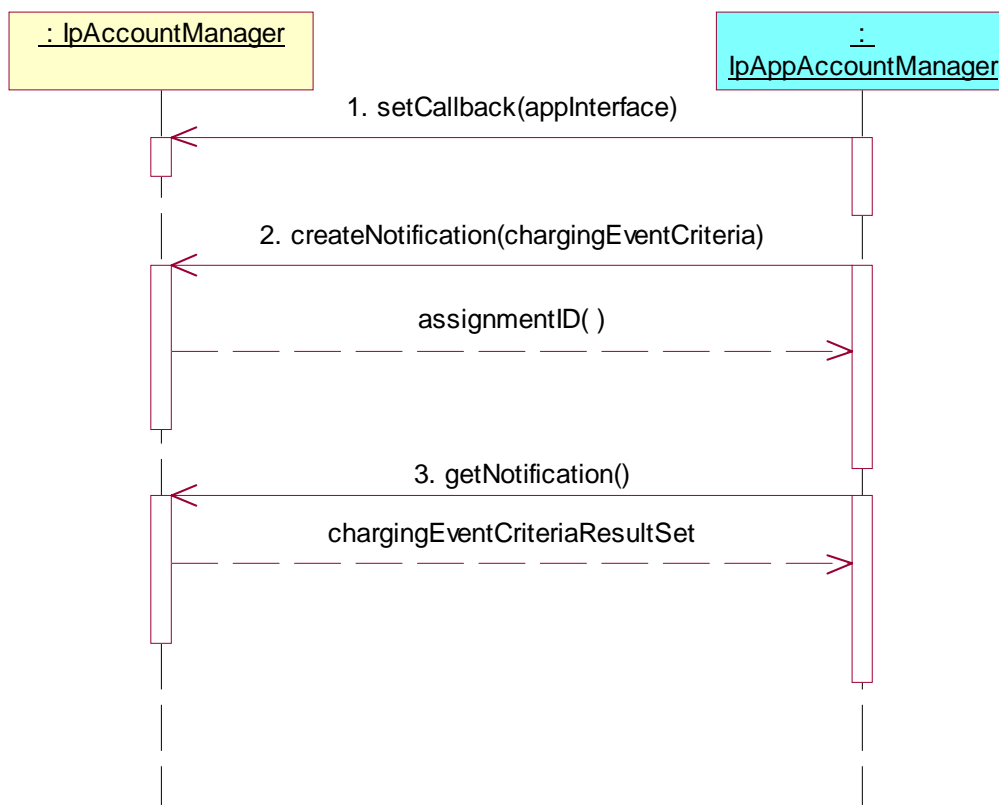 : IpAccountManager
:
IpAppAccountManager
1. setCallback(appInterface)
2. createNotification(chargingEventCriteria)
assignmentID( )
3. getNotification()
chargingEventCriteriaResultSet